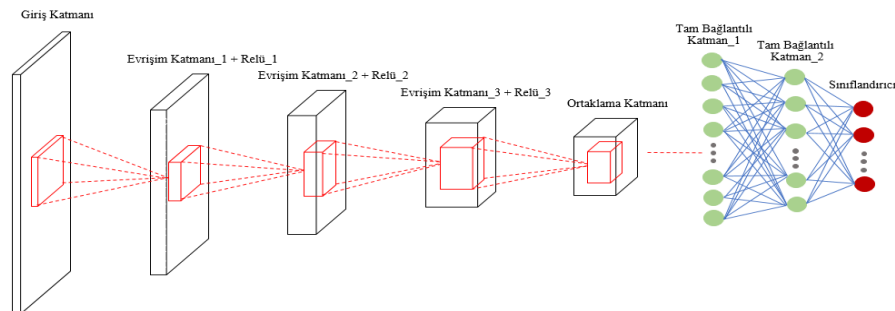 Giriş Katmanı
Evrişim Katmanı_1 + Relü_1
Evrişim Katmanı_2 + Relü_2
Evrişim Katmanı_3 + Relü_3
Ortaklama Katmanı
Tam Bağlantılı
Katman_1
Tam Bağlantılı
Katman_2
Sınıflandırıcı